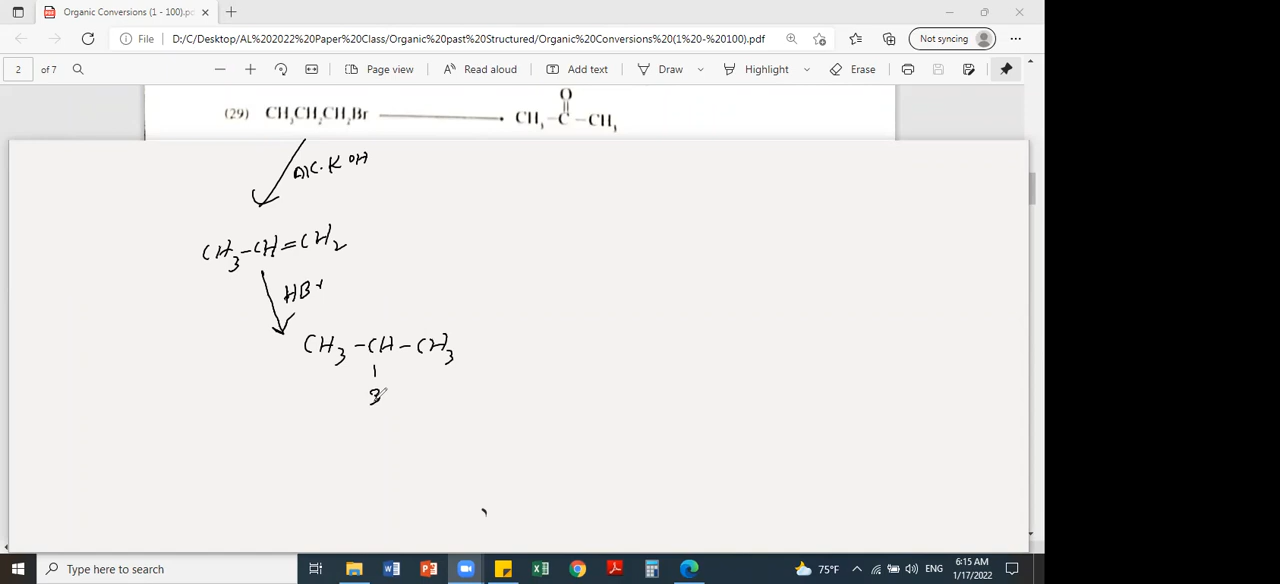 Organic Conversions (1 - 100).pc
File D:/C/Desktop/AL%202022%20Paper%20Class/Organic%20past%20Structured/Organic%20Conversions%20(1%20-%20100).pdf Not syncing
2 of 7 Page view Read aloud Add text Draw Highlight Erase
O
(29) CH₃CH₂CH₂Br CH₃ – C – CH₃
Alc. KOH
CH₃–CH=CH₂
HBr
CH₃ –CH–CH₃
Type here to search
75°F ENG 6:15 AM
1/17/2022